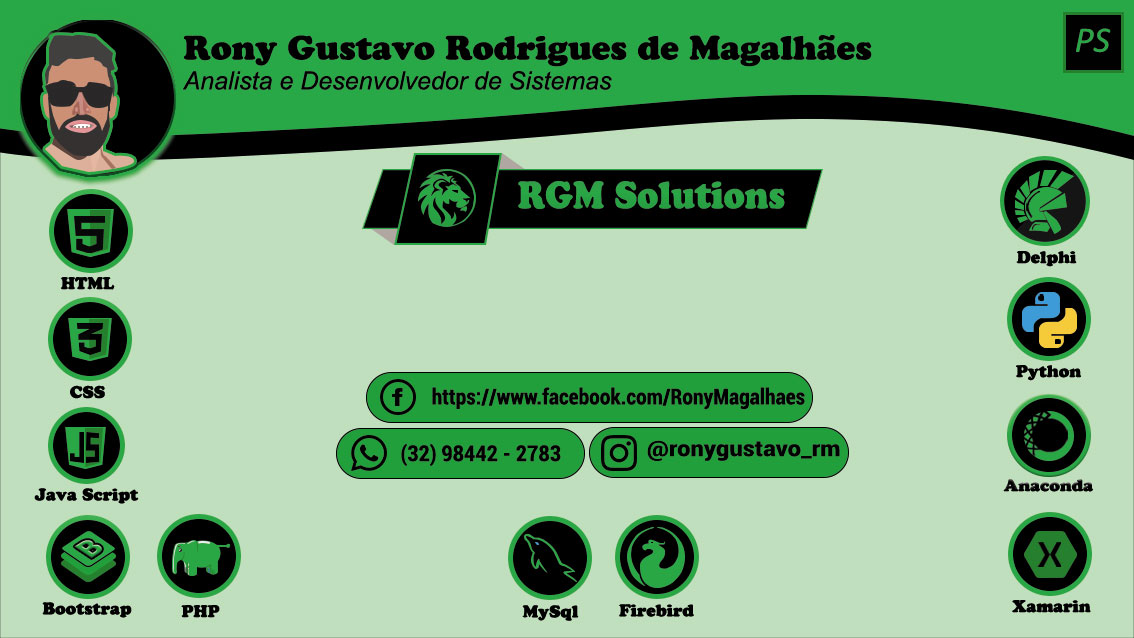 Rony Gustavo Rodrigues de Magalhães
Analista e Desenvolvedor de Sistemas
PS
RGM Solutions
HTML
CSS
JS
Java Script
B
Bootstrap
PHP
Delphi
Python
Anaconda
X
Xamarin
https://www.facebook.com/RonyMagalhaes
(32) 98442 - 2783
@ronygustavo_rm
MySql
Firebird